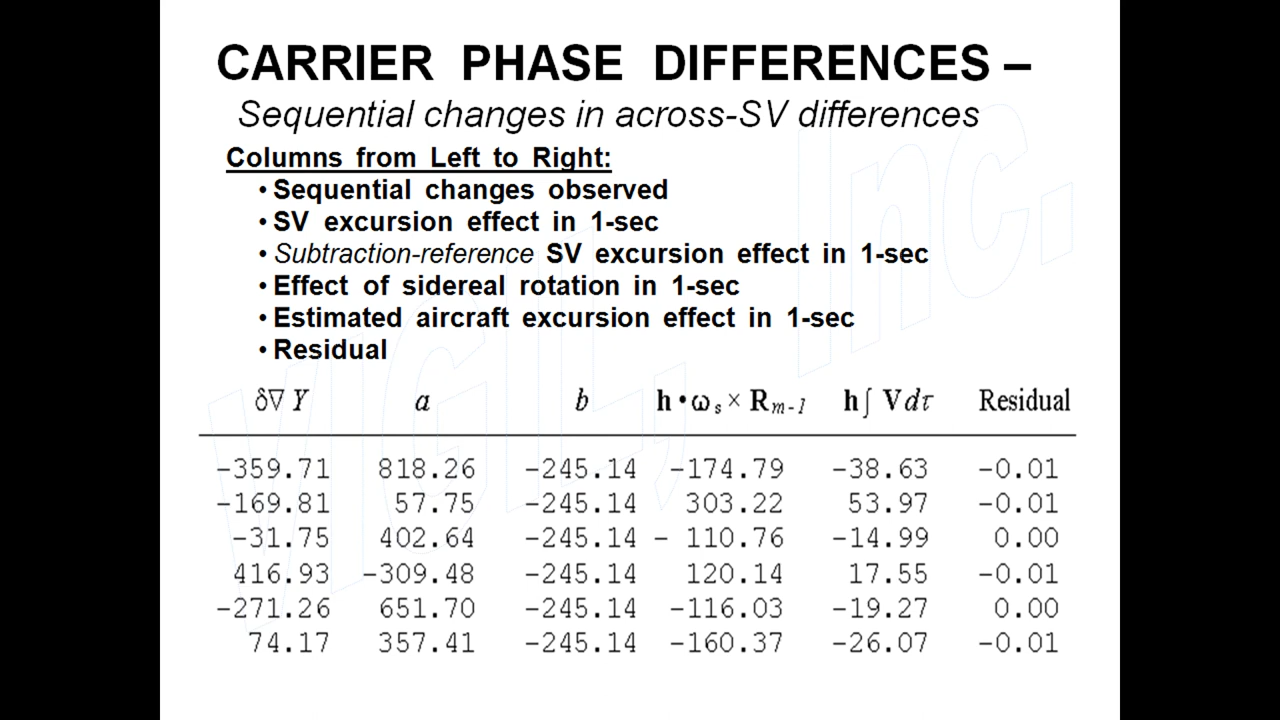 CARRIER PHASE DIFFERENCES –
Sequential changes in across-SV differences
Columns from Left to Right:
• Sequential changes observed
• SV excursion effect in 1-sec
• Subtraction-reference SV excursion effect in 1-sec
• Effect of sidereal rotation in 1-sec
• Estimated aircraft excursion effect in 1-sec
• Residual
δ∇ Y a b h • ω s × R m-1 h∫ Vdτ Residual
-359.71 818.26 -245.14 -174.79 -38.63 -0.01
-169.81 57.75 -245.14 303.22 53.97 -0.01
-31.75 402.64 -245.14 - 110.76 -14.99 0.00
416.93 -309.48 -245.14 120.14 17.55 -0.01
-271.26 651.70 -245.14 -116.03 -19.27 0.00
74.17 357.41 -245.14 -160.37 -26.07 -0.01
VIGIL, Inc.